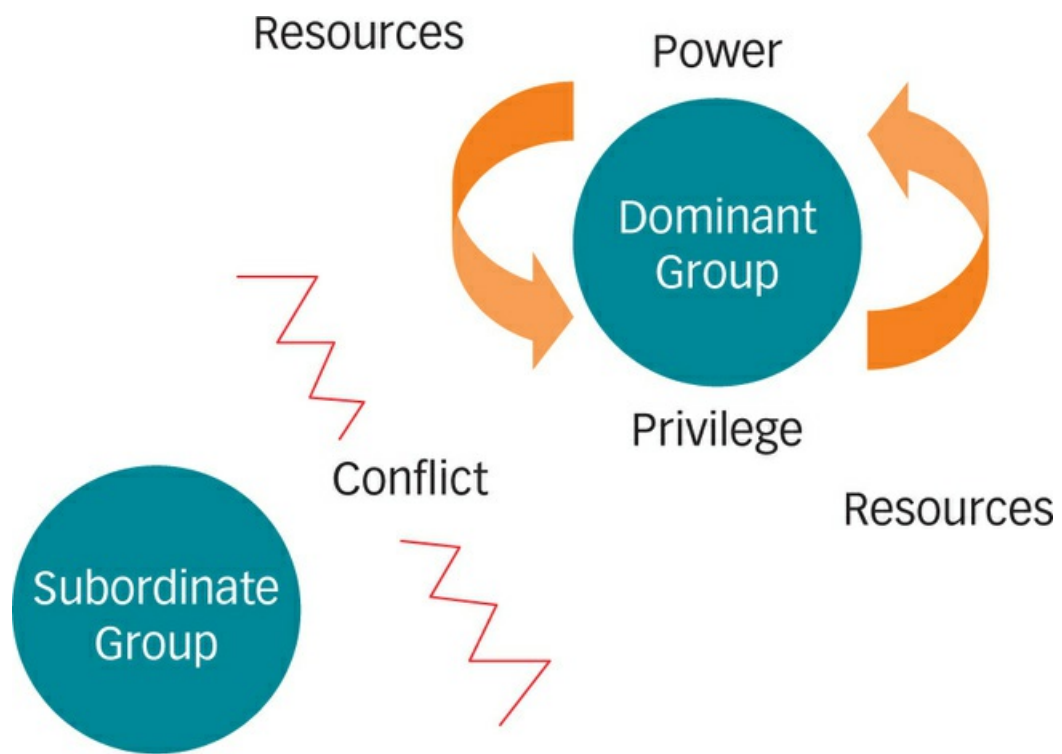 Resources
Power
Dominant
Group
Privilege
Conflict
Resources
Subordinate
Group